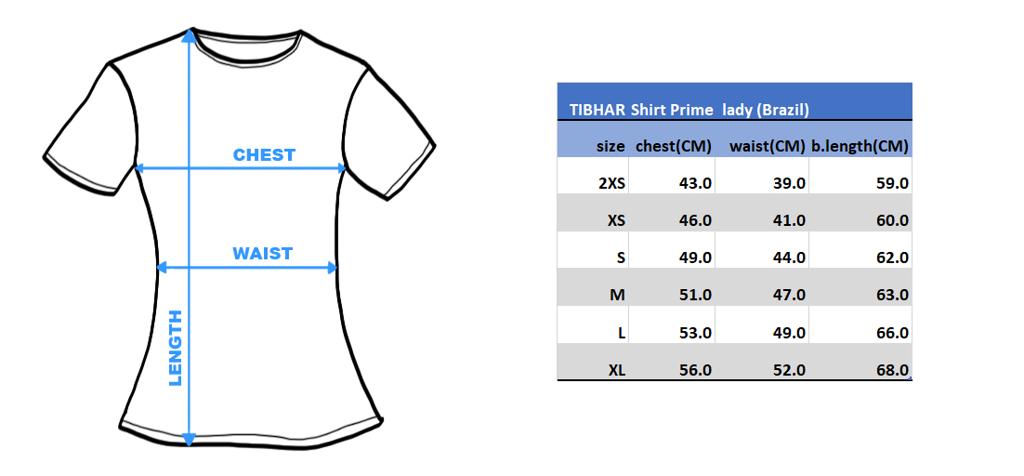 CHEST
WAIST
LENGTH
TIBHAR Shirt Prime lady (Brazil)
size chest(CM) waist(CM) b.length(CM)
2XS 43.0 39.0 59.0
XS 46.0 41.0 60.0
S 49.0 44.0 62.0
M 51.0 47.0 63.0
L 53.0 49.0 66.0
XL 56.0 52.0 68.0